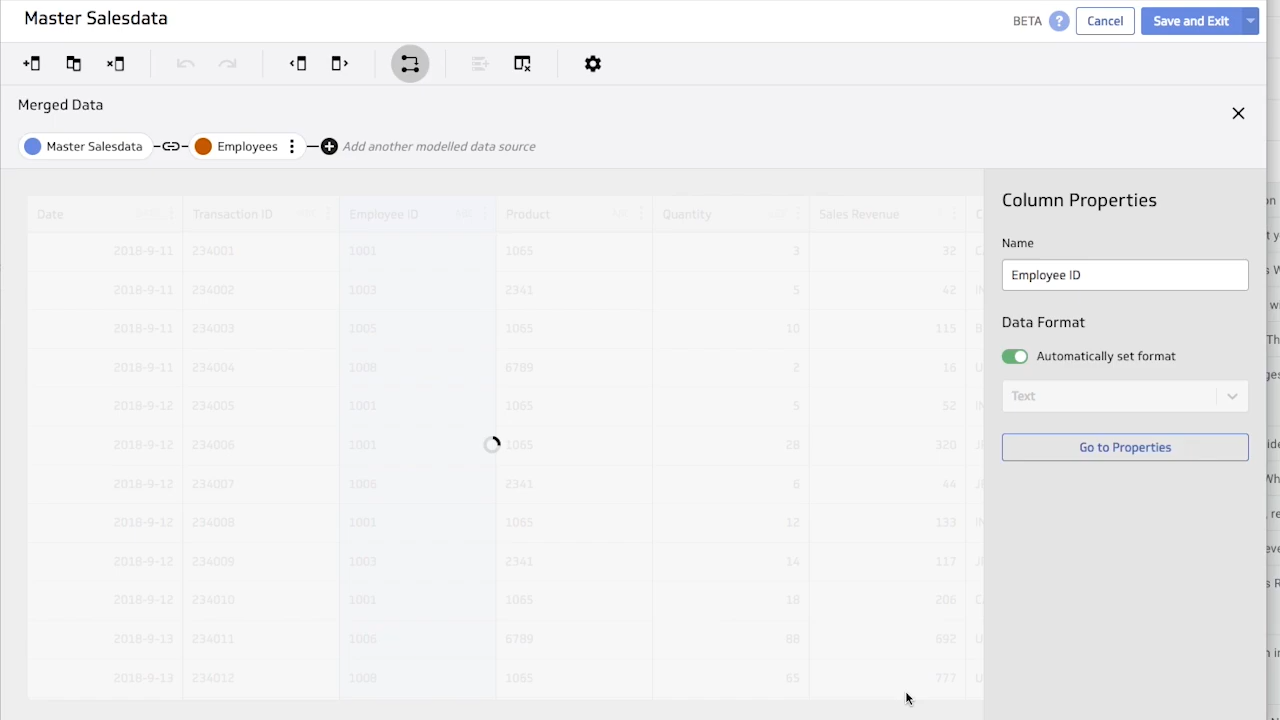 Master Salesdata
BETA ? Cancel Save and Exit
Merged Data
Master Salesdata Employees Add another modelled data source
Column Properties
Name
Employee ID
Data Format
Automatically set format
Text
Go to Properties
Date Transaction ID Employee ID Product Quantity Sales Revenue
2018-9-11 234001 1001 1065 3 32
2018-9-11 234002 1003 2341 5 42
2018-9-11 234003 1005 1065 10 115
2018-9-11 234004 1008 6789 2 16
2018-9-12 234005 1001 1065 5 52
2018-9-12 234006 1001 1065 28 320
2018-9-12 234007 1006 2341 6 44
2018-9-12 234008 1001 1065 12 133
2018-9-12 234009 1003 2341 14 117
2018-9-12 234010 1001 1065 18 206
2018-9-13 234011 1006 6789 88 692
2018-9-13 234012 1008 1065 65 777